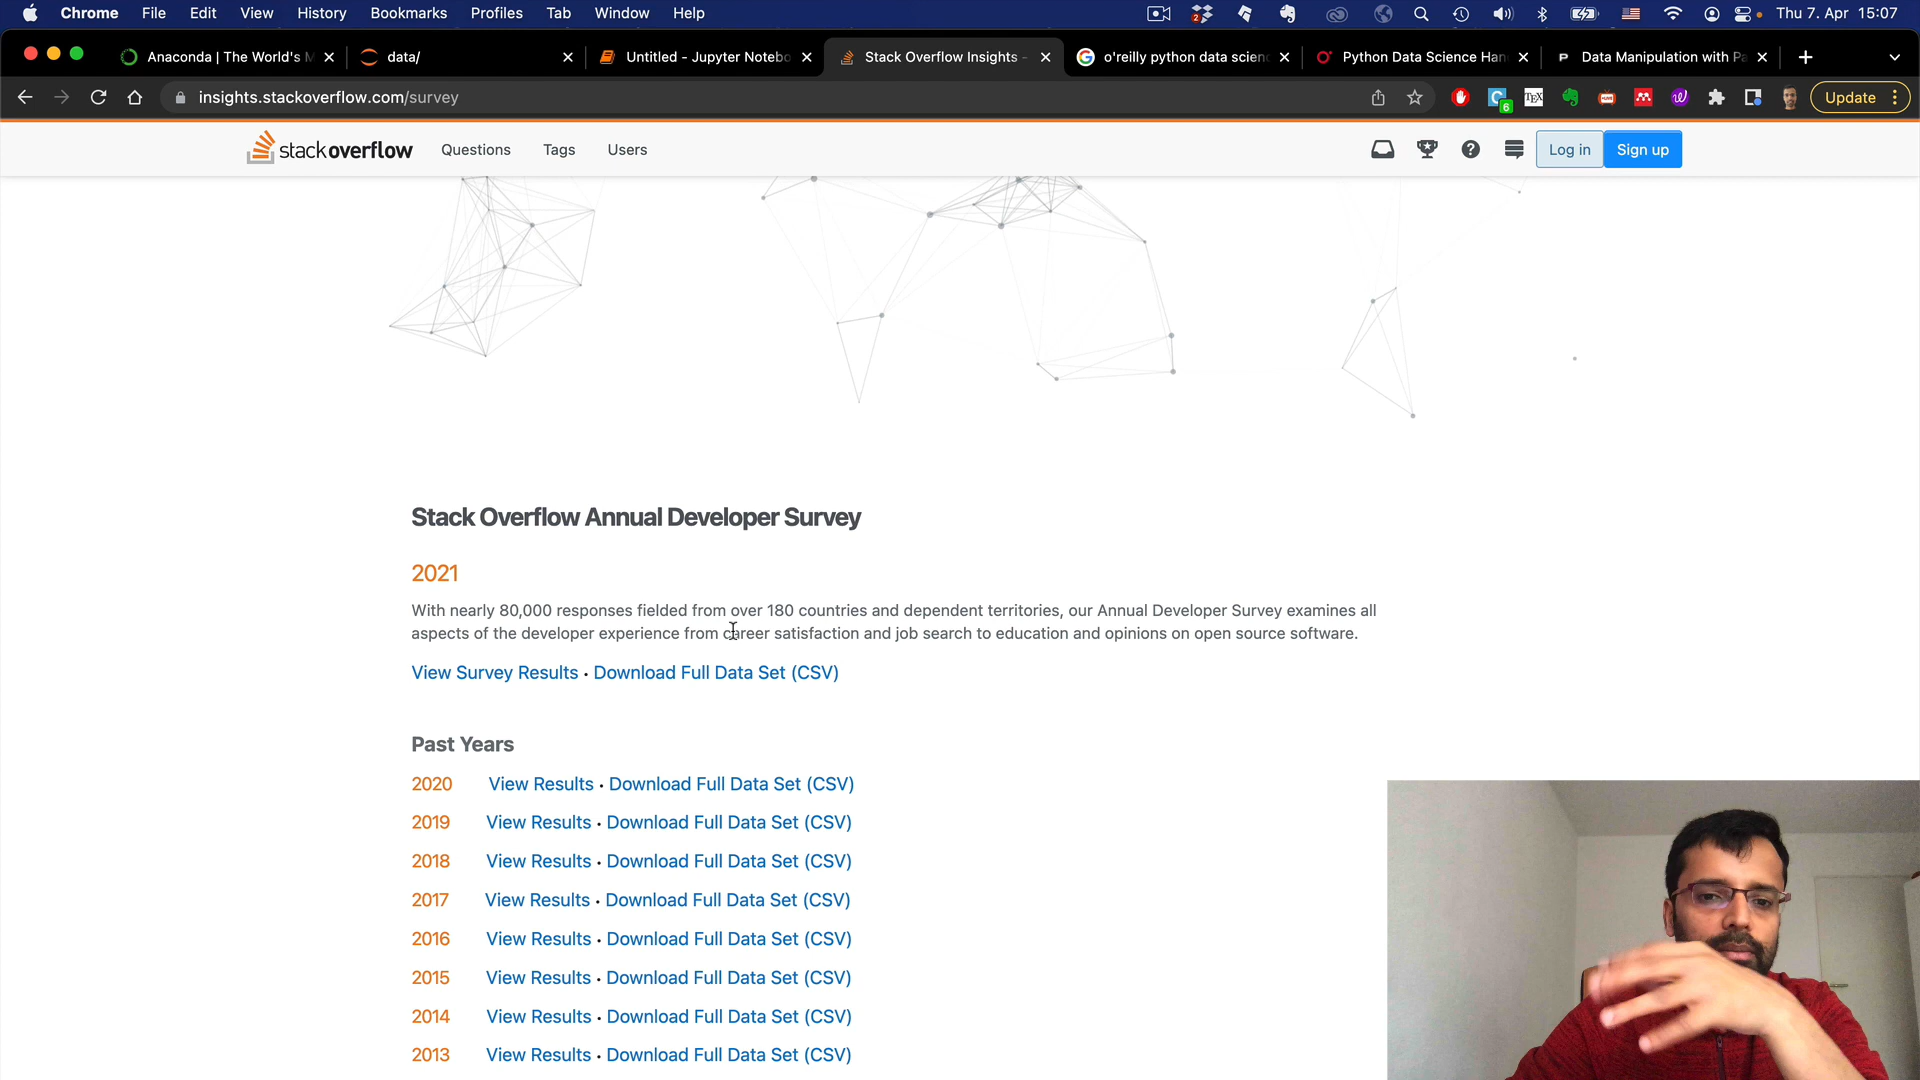 Chrome File Edit View History Bookmarks Profiles Tab Window Help 2 Thu 7. Apr 15:07
Anaconda | The World's M data/ Untitled - Jupyter Notebo Stack Overflow Insights - o'reilly python data scienc Python Data Science Han Data Manipulation with Pa
insights.stackoverflow.com/survey 6 TEX Update
stackoverflow Questions Tags Users Log in Sign up
Stack Overflow Annual Developer Survey
2021
With nearly 80,000 responses fielded from over 180 countries and dependent territories, our Annual Developer Survey examines all
aspects of the developer experience from career satisfaction and job search to education and opinions on open source software.
View Survey Results • Download Full Data Set (CSV)
Past Years
2020 View Results • Download Full Data Set (CSV)
2019 View Results • Download Full Data Set (CSV)
2018 View Results • Download Full Data Set (CSV)
2017 View Results • Download Full Data Set (CSV)
2016 View Results • Download Full Data Set (CSV)
2015 View Results • Download Full Data Set (CSV)
2014 View Results • Download Full Data Set (CSV)
2013 View Results • Download Full Data Set (CSV)